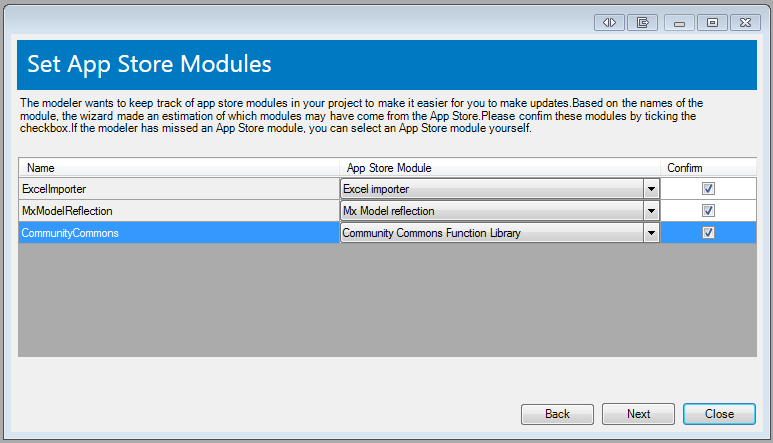 Set App Store Modules
The modeler wants to keep track of app store modules in your project to make it easier for you to make updates.Based on the names of the
module, the wizard made an estimation of which modules may have come from the App Store.Please confim these modules by ticking the
checkbox.If the modeler has missed an App Store module, you can select an App Store module yourself.
Name App Store Module Confirm
ExcelImporter Excel importer
MxModelReflection Mx Model reflection
CommunityCommons Community Commons Function Library
Back Next Close